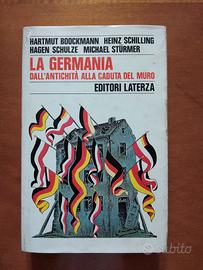 HARTMUT BOOCKMANN HEINZ SCHILLING
HAGEN SCHULZE MICHAEL STÜRMER
LA GERMANIA
DALL'ANTICHITÀ ALLA CADUTA DEL MURO
EDITORI LATERZA
subito